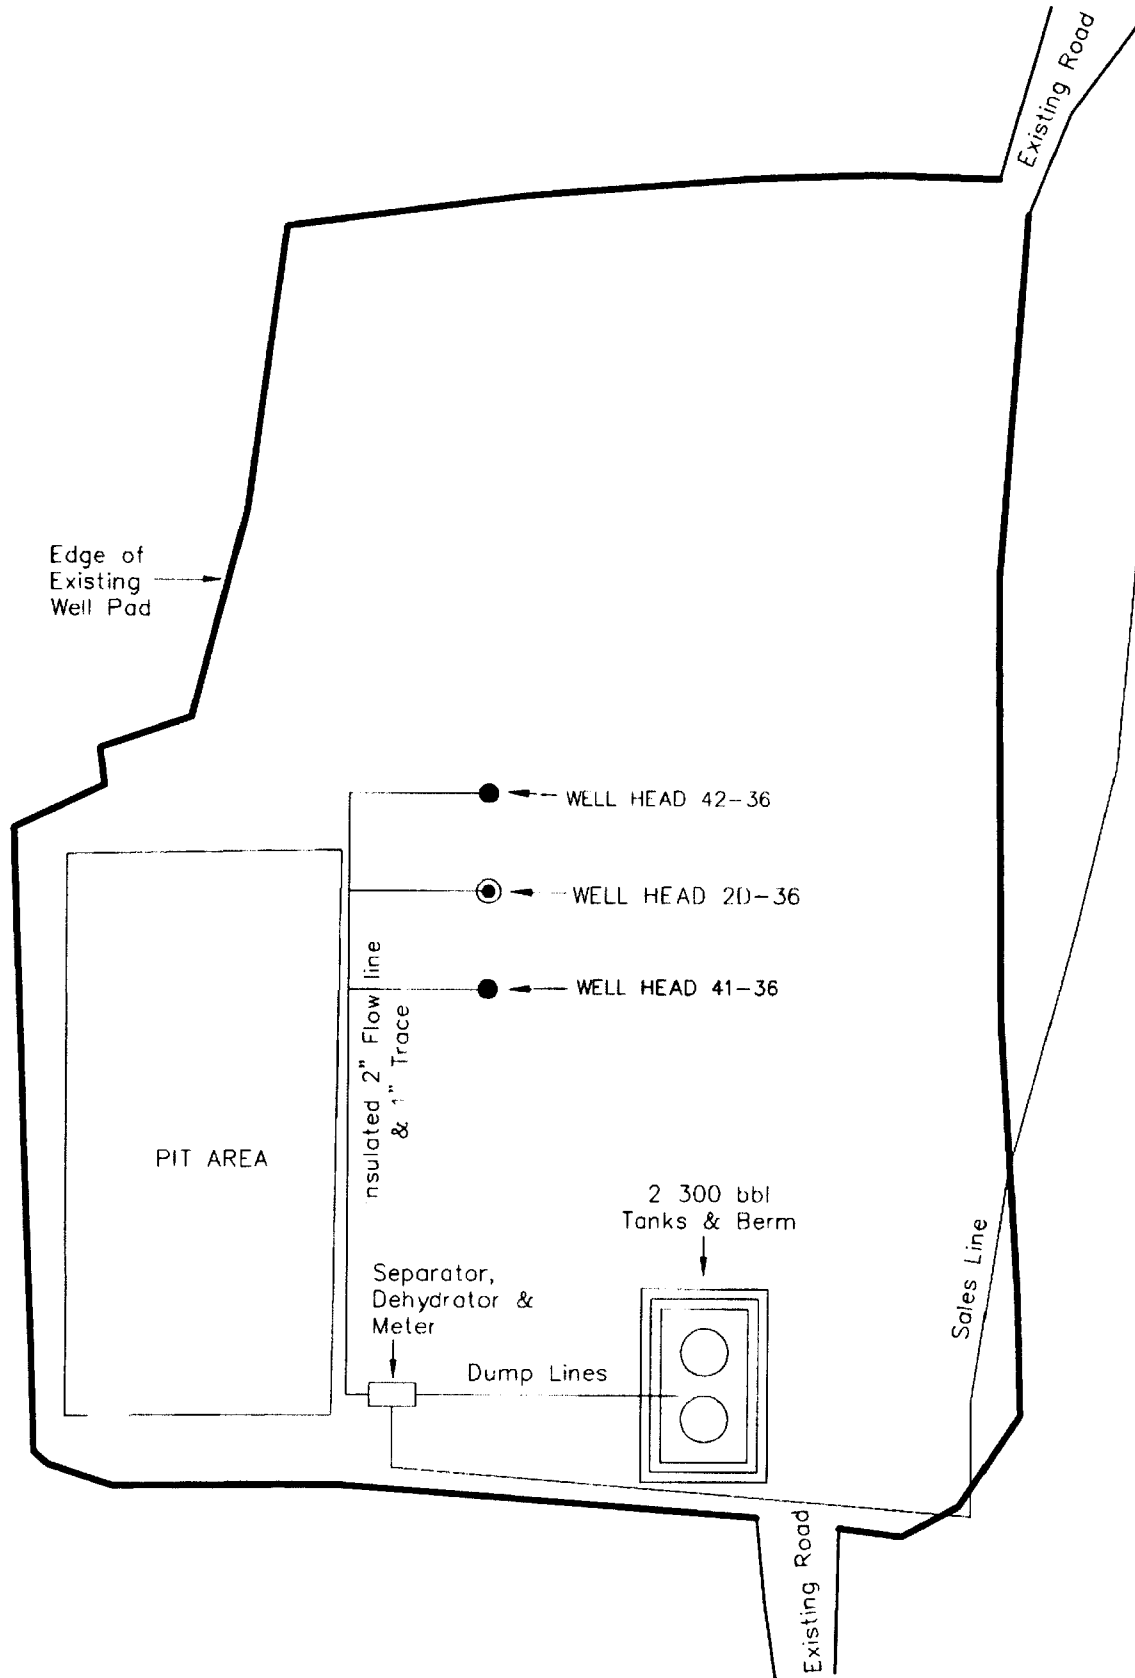 Existing Road
Edge of
Existing
Well Pad
WELL HEAD 42-36
WELL HEAD 2D-36
WELL HEAD 41-36
nsulated 2" Flow line
& 1" Trace
PIT AREA
2 300 bbl
Tanks & Berm
Separator,
Dehydrator &
Meter
Dump Lines
Sales Line
Existing Road